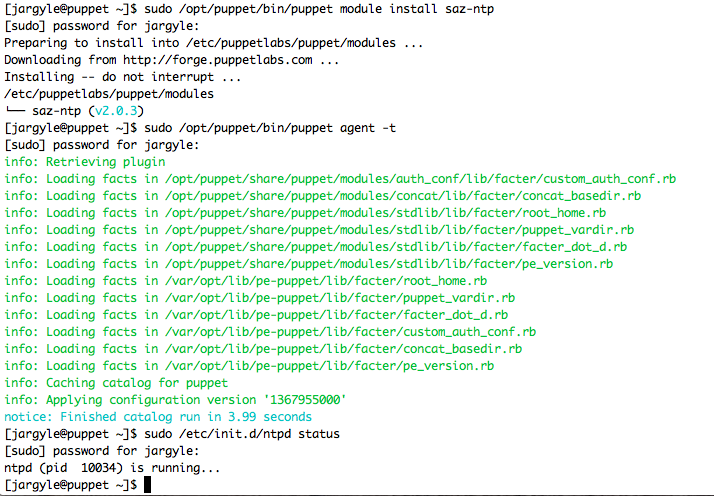 [jargyle@puppet ~]$ sudo /opt/puppet/bin/puppet module install saz-ntp
[sudo] password for jargyle:
Preparing to install into /etc/puppetlabs/puppet/modules ...
Downloading from http://forge.puppetlabs.com ...
Installing -- do not interrupt ...
/etc/puppetlabs/puppet/modules
└── saz-ntp (v2.0.3)
[jargyle@puppet ~]$ sudo /opt/puppet/bin/puppet agent -t
[sudo] password for jargyle:
info: Retrieving plugin
info: Loading facts in /opt/puppet/share/puppet/modules/auth_conf/lib/facter/custom_auth_conf.rb
info: Loading facts in /opt/puppet/share/puppet/modules/concat/lib/facter/concat_basedir.rb
info: Loading facts in /opt/puppet/share/puppet/modules/stdlib/lib/facter/root_home.rb
info: Loading facts in /opt/puppet/share/puppet/modules/stdlib/lib/facter/puppet_vardir.rb
info: Loading facts in /opt/puppet/share/puppet/modules/stdlib/lib/facter/facter_dot_d.rb
info: Loading facts in /opt/puppet/share/puppet/modules/stdlib/lib/facter/pe_version.rb
info: Loading facts in /var/opt/lib/pe-puppet/lib/facter/root_home.rb
info: Loading facts in /var/opt/lib/pe-puppet/lib/facter/puppet_vardir.rb
info: Loading facts in /var/opt/lib/pe-puppet/lib/facter/facter_dot_d.rb
info: Loading facts in /var/opt/lib/pe-puppet/lib/facter/custom_auth_conf.rb
info: Loading facts in /var/opt/lib/pe-puppet/lib/facter/concat_basedir.rb
info: Loading facts in /var/opt/lib/pe-puppet/lib/facter/pe_version.rb
info: Caching catalog for puppet
info: Applying configuration version '1367955000'
notice: Finished catalog run in 3.99 seconds
[jargyle@puppet ~]$ sudo /etc/init.d/ntpd status
[sudo] password for jargyle:
ntpd (pid  10034) is running...
[jargyle@puppet ~]$